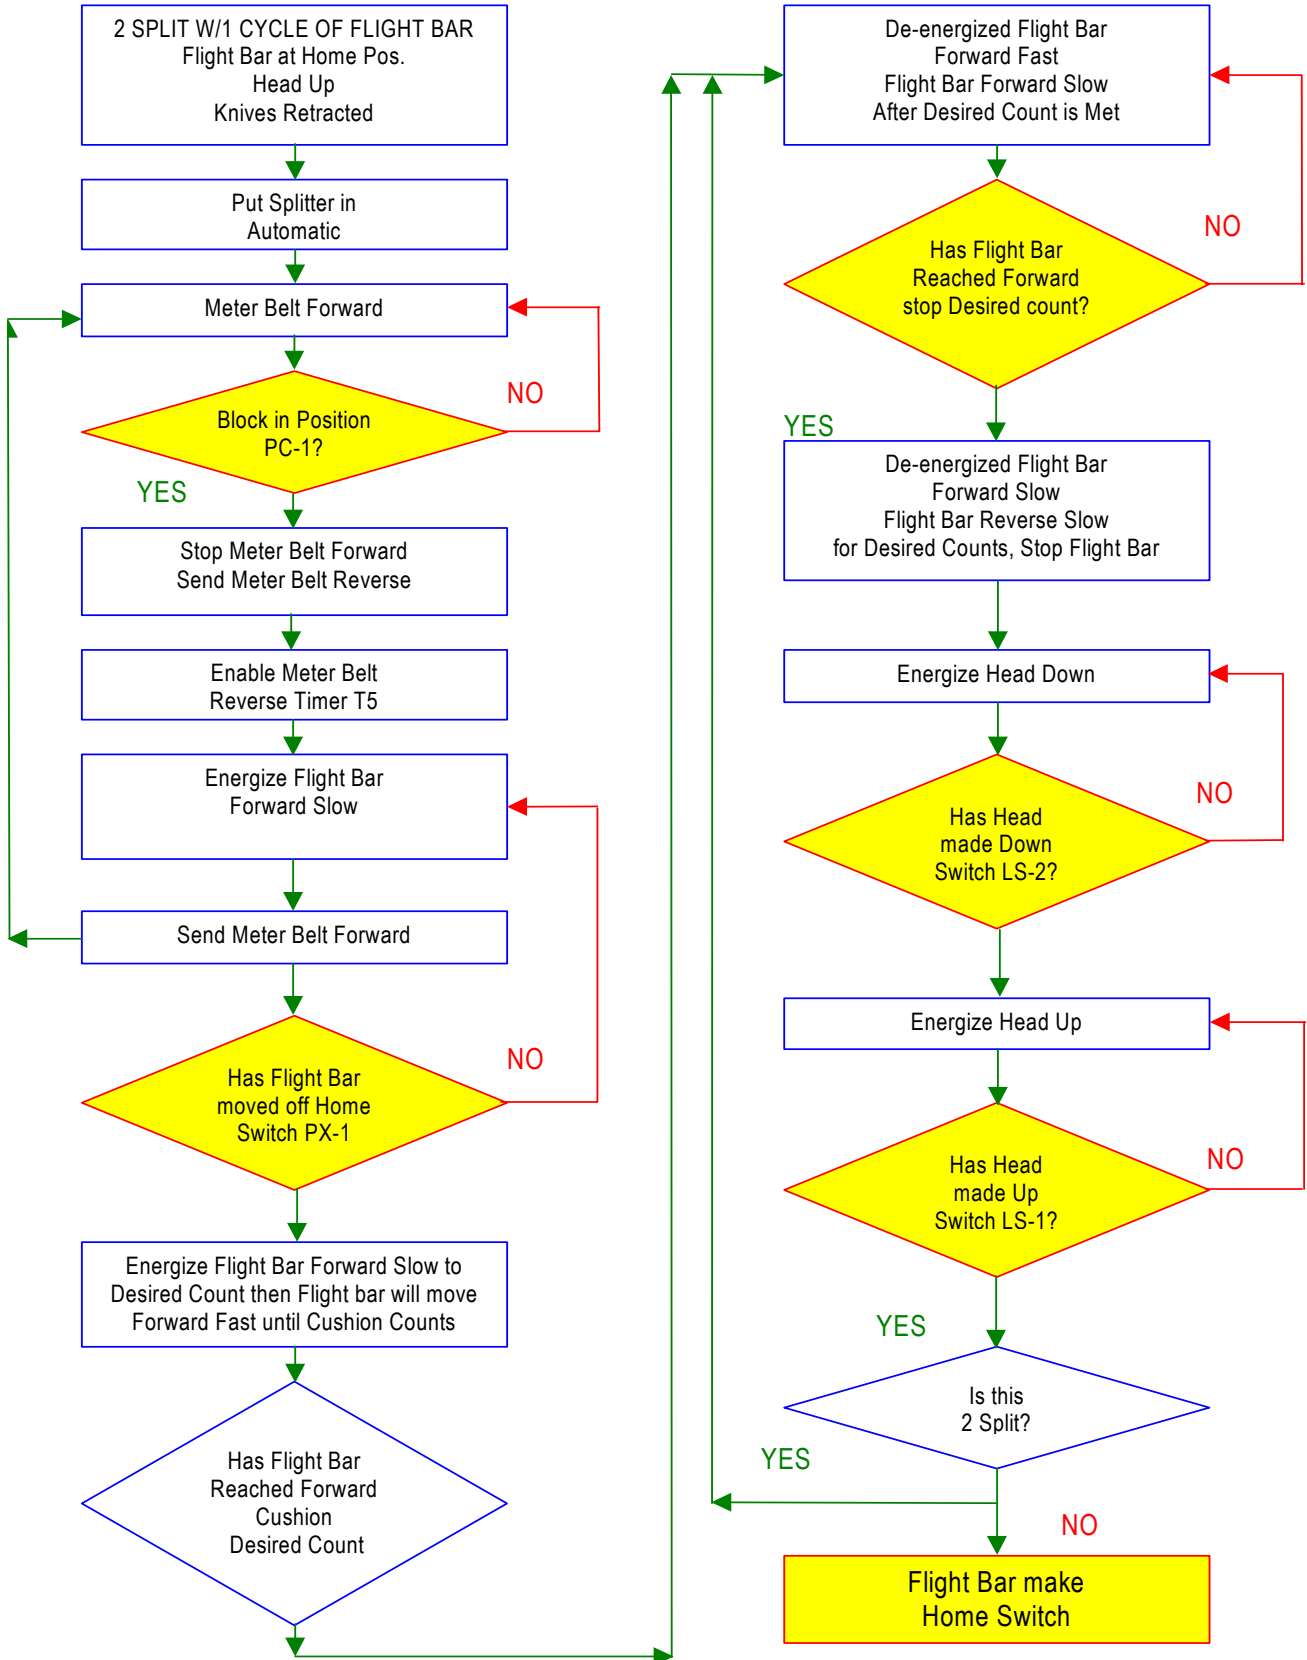 2 SPLIT W/1 CYCLE OF FLIGHT BAR
Flight Bar at Home Pos.
Head Up
Knives Retracted
Put Splitter in
Automatic
Meter Belt Forward
NO
Block in Position
PC-1?
YES
Stop Meter Belt Forward
Send Meter Belt Reverse
Enable Meter Belt
Reverse Timer T5
Energize Flight Bar
Forward Slow
Send Meter Belt Forward
NO
Has Flight Bar
moved off Home
Switch PX-1
Energize Flight Bar Forward Slow to
Desired Count then Flight bar will move
Forward Fast until Cushion Counts
Has Flight Bar
Reached Forward
Cushion
Desired Count
De-energized Flight Bar
Forward Fast
Flight Bar Forward Slow
After Desired Count is Met
NO
Has Flight Bar
Reached Forward
stop Desired count?
YES
De-energized Flight Bar
Forward Slow
Flight Bar Reverse Slow
for Desired Counts, Stop Flight Bar
Energize Head Down
NO
Has Head
made Down
Switch LS-2?
Energize Head Up
NO
Has Head
made Up
Switch LS-1?
YES
Is this
2 Split?
YES
NO
Flight Bar make
Home Switch